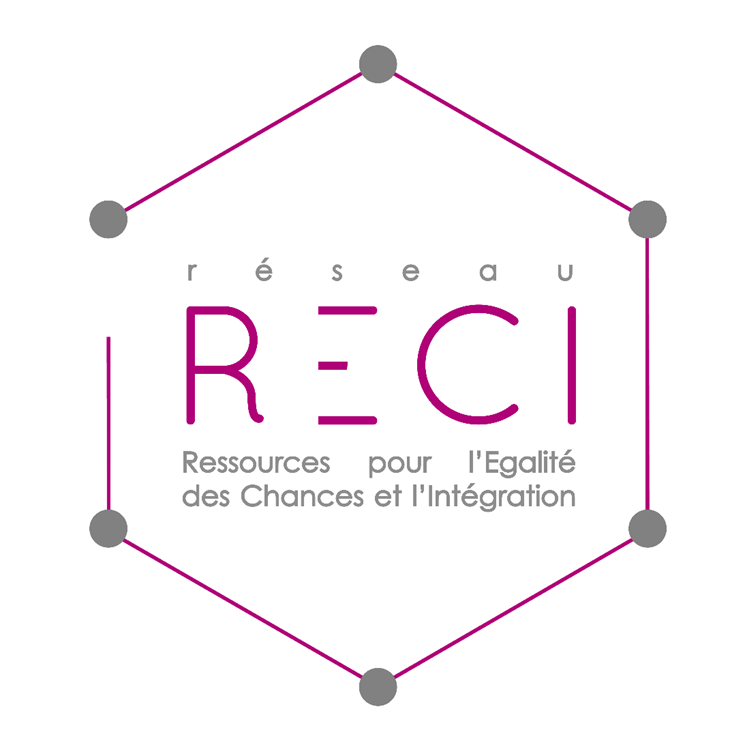 réseau
RECI
Ressources pour l'Egalité
des Chances et l'Intégration